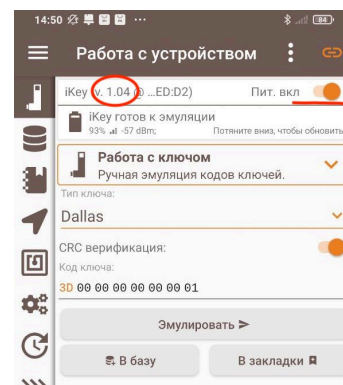 14:50 ··· 84
Работа с устройством
iKey (v. 1.04 @ ...ED:D2) Пит. вкл
iKey готов к эмуляции
93% -57 dBm; Потяните вниз, чтобы обновить
Работа с ключом
Ручная эмуляция кодов ключей.
Тип ключа:
Dallas
CRC верификация:
Код ключа:
3D 00 00 00 00 00 00 01
Эмулировать ➢
В базу В закладки